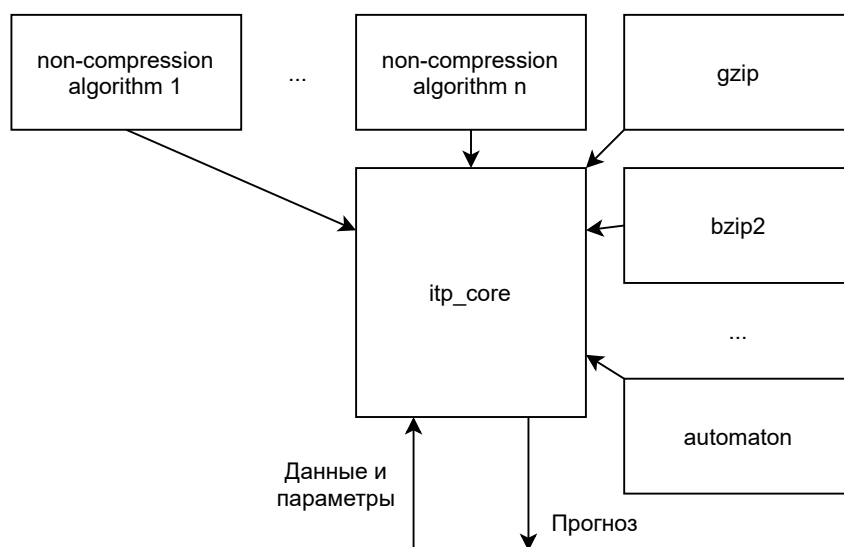 non-compression
algorithm 1
...
non-compression
algorithm n
gzip
bzip2
itp_core
...
automaton
Данные и
параметры
Прогноз